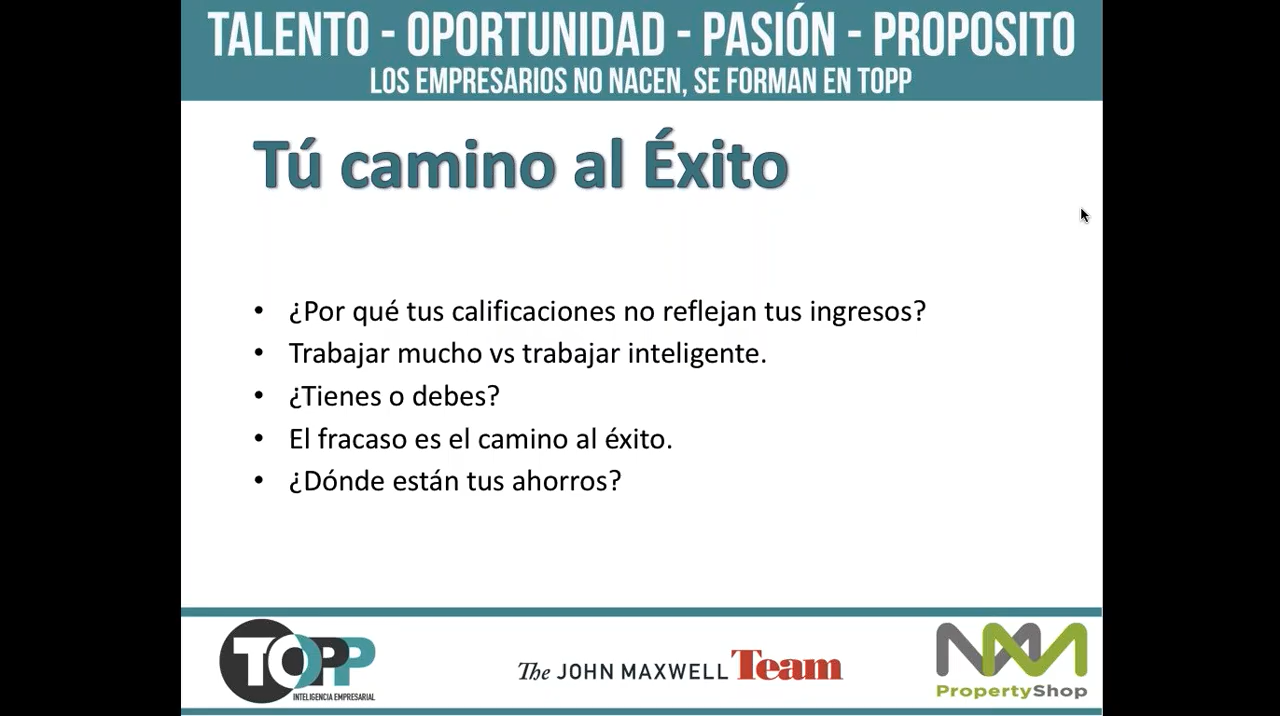 TALENTO - OPORTUNIDAD - PASIÓN - PROPOSITO
LOS EMPRESARIOS NO NACEN, SE FORMAN EN TOPP
Tú camino al Éxito
• ¿Por qué tus calificaciones no reflejan tus ingresos?
• Trabajar mucho vs trabajar inteligente.
• ¿Tienes o debes?
• El fracaso es el camino al éxito.
• ¿Dónde están tus ahorros?
TOPP
INTELIGENCIA EMPRESARIAL
The JOHN MAXWELL Team
PropertyShop